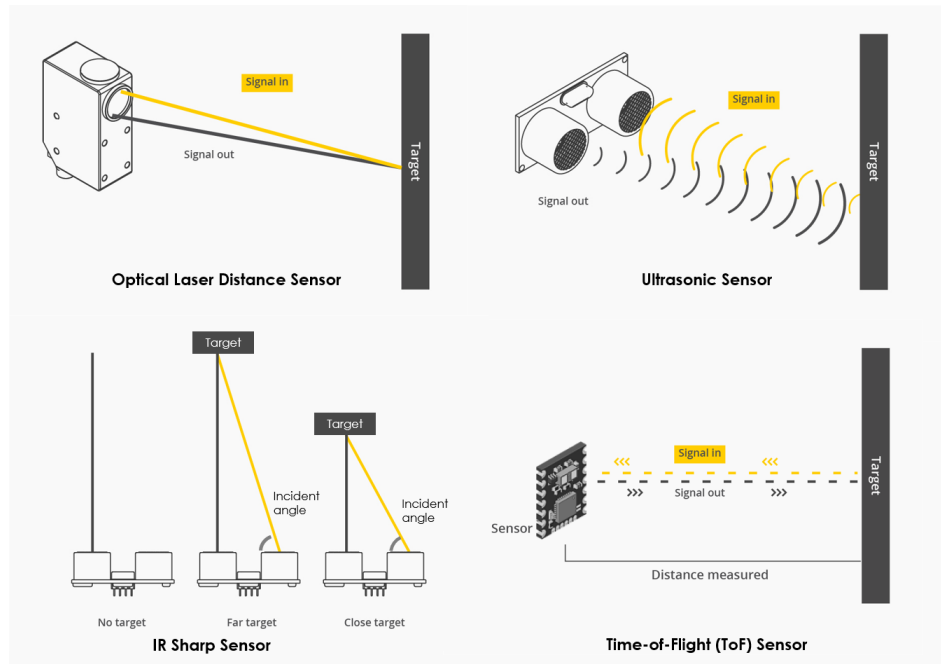 Signal in
Signal out
Target
Optical Laser Distance Sensor
Signal in
Signal out
Target
Ultrasonic Sensor
Target
Target
Incident
angle
Incident
angle
No target
Far target
Close target
IR Sharp Sensor
Signal in
‹‹‹
‹‹‹
›››
Signal out
›››
Target
Sensor
Distance measured
Time-of-Flight (ToF) Sensor